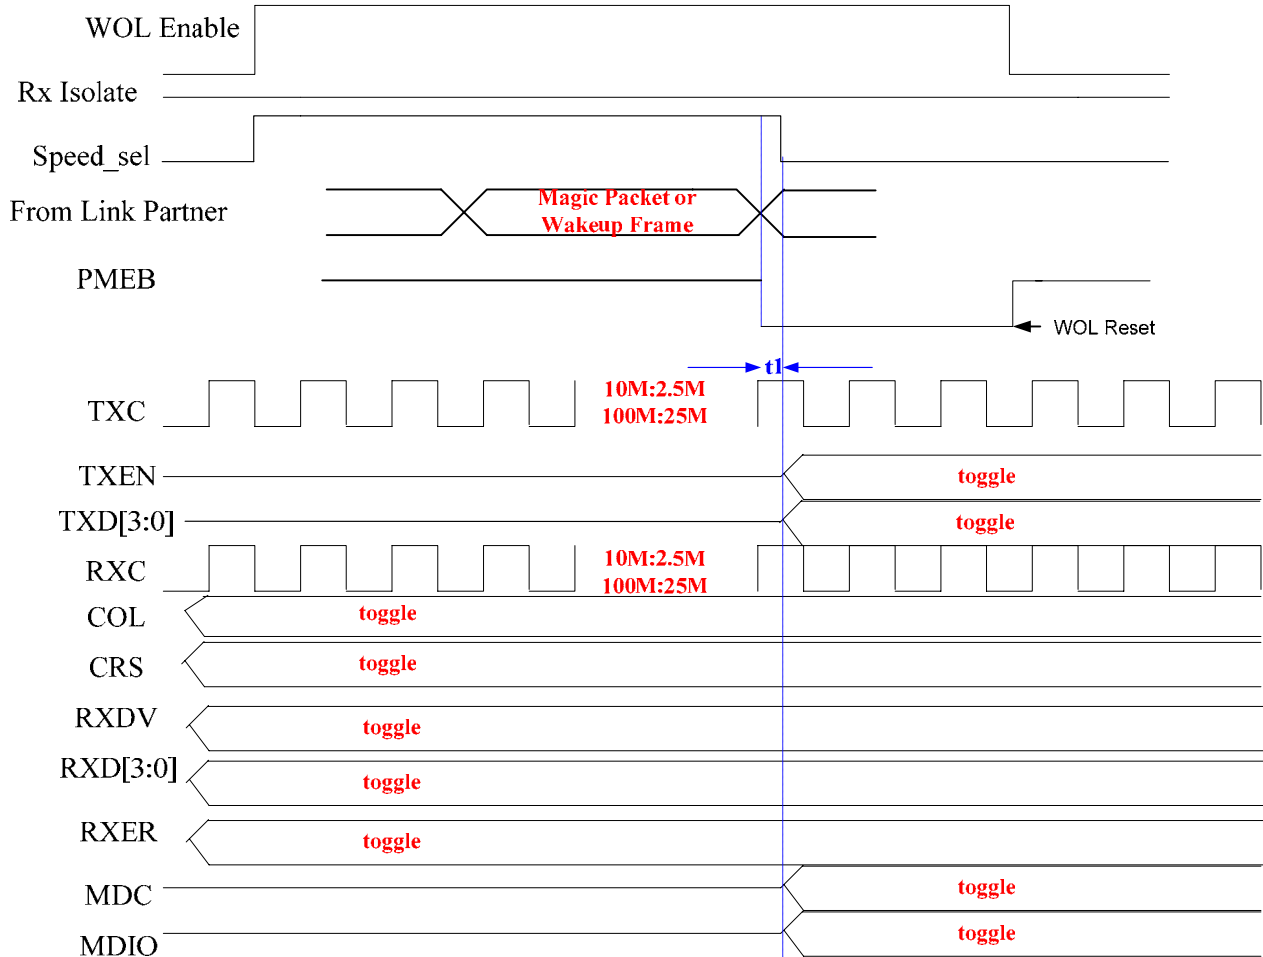 WOL Enable
Rx Isolate
Speed_sel
From Link Partner
Magic Packet or
Wakeup Frame
PMEB
WOL Reset
t1
TXC
10M:2.5M
100M:25M
TXEN
toggle
TXD[3:0]
toggle
RXC
10M:2.5M
100M:25M
COL
toggle
CRS
toggle
RXDV
toggle
RXD[3:0]
toggle
RXER
toggle
MDC
toggle
MDIO
toggle